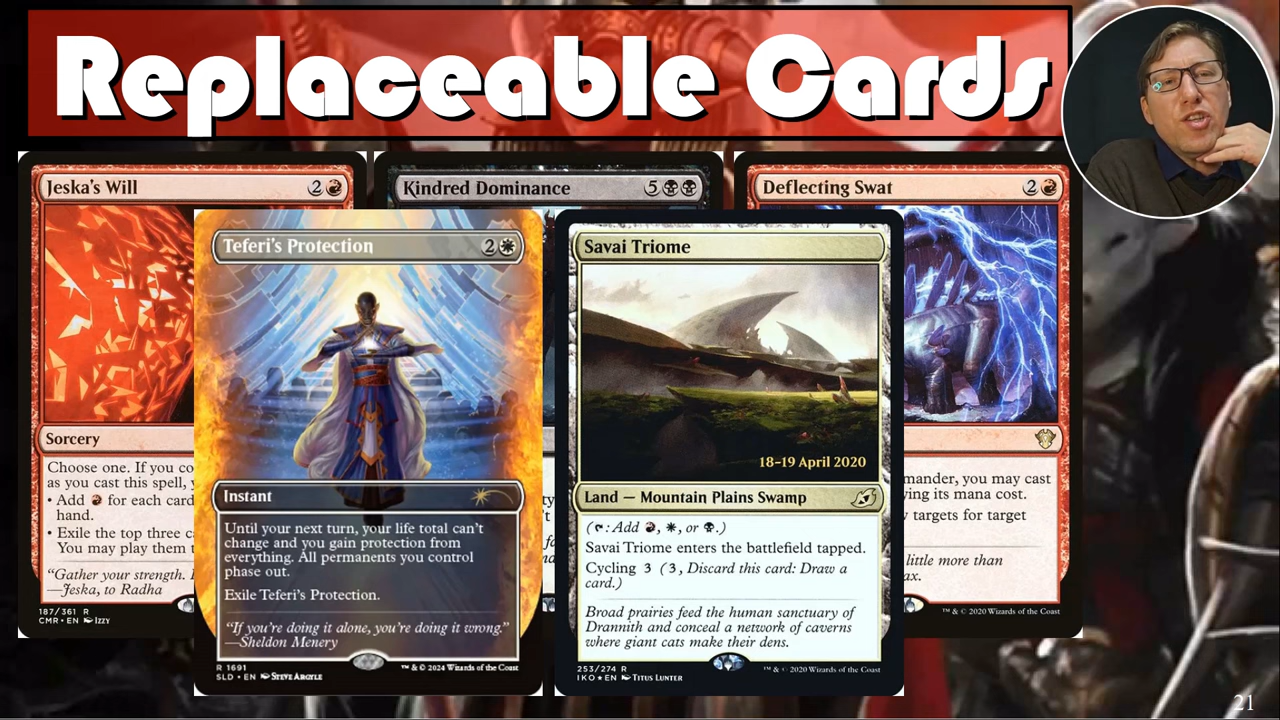 Replaceable Cards
Jeska's Will 2
Kindred Dominance 5
Deflecting Swat 2
Teferi's Protection 2
Savai Triome
18–19 April 2020
Sorcery
Instant
Land — Mountain Plains Swamp
Choose one. If you co
as you cast this spell, y
• Add for each card
hand.
• Exile the top three c
You may play them t
"Gather your strength.
—Jeska, to Radha
187/361 R
CMR • EN Izzy
Until your next turn, your life total can't
change and you gain protection from
everything. All permanents you control
phase out.
Exile Teferi's Protection.
"If you're doing it alone, you're doing it wrong."
—Sheldon Menery
R 1691
SLD • EN Steve Argyle
™ & © 2024 Wizards of the Coast
( : Add , , or .)
Savai Triome enters the battlefield tapped.
Cycling 3 (3, Discard this card: Draw a
card.)
Broad prairies feed the human sanctuary of
Drannith and conceal a network of caverns
where giant cats make their dens.
253/274 R
IKO ★ EN Titus Lunter
™ & © 2020 Wizards of the Coast
mander, you may cast
ying its mana cost.
targets for target
little more than
ax.
™ & © 2020 Wizards of the Coast
21